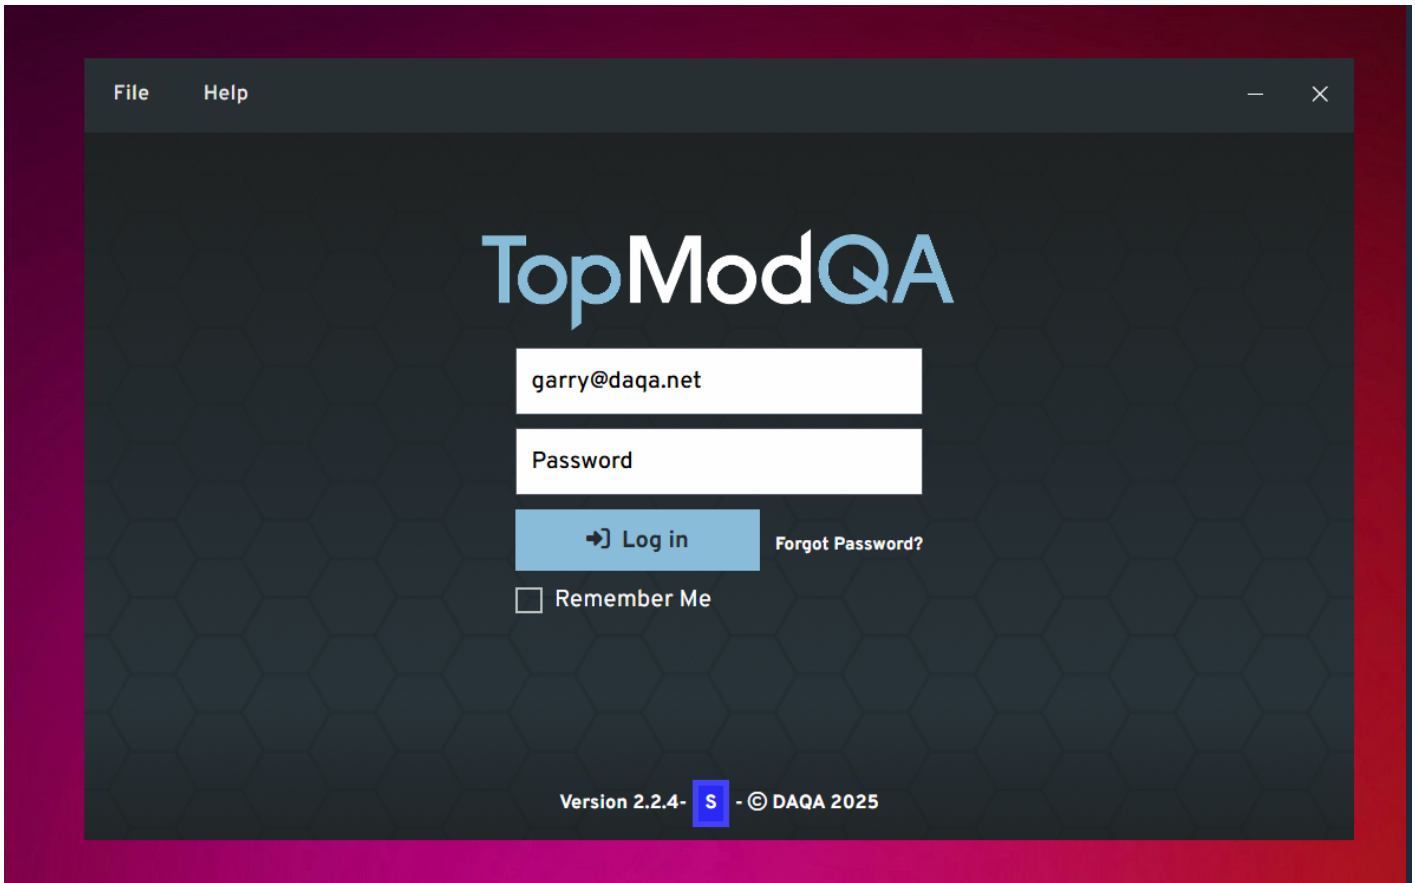 File Help
TopModQA
garry@daqa.net
Password
Log in
Forgot Password?
Remember Me
Version 2.2.4- S - © DAQA 2025